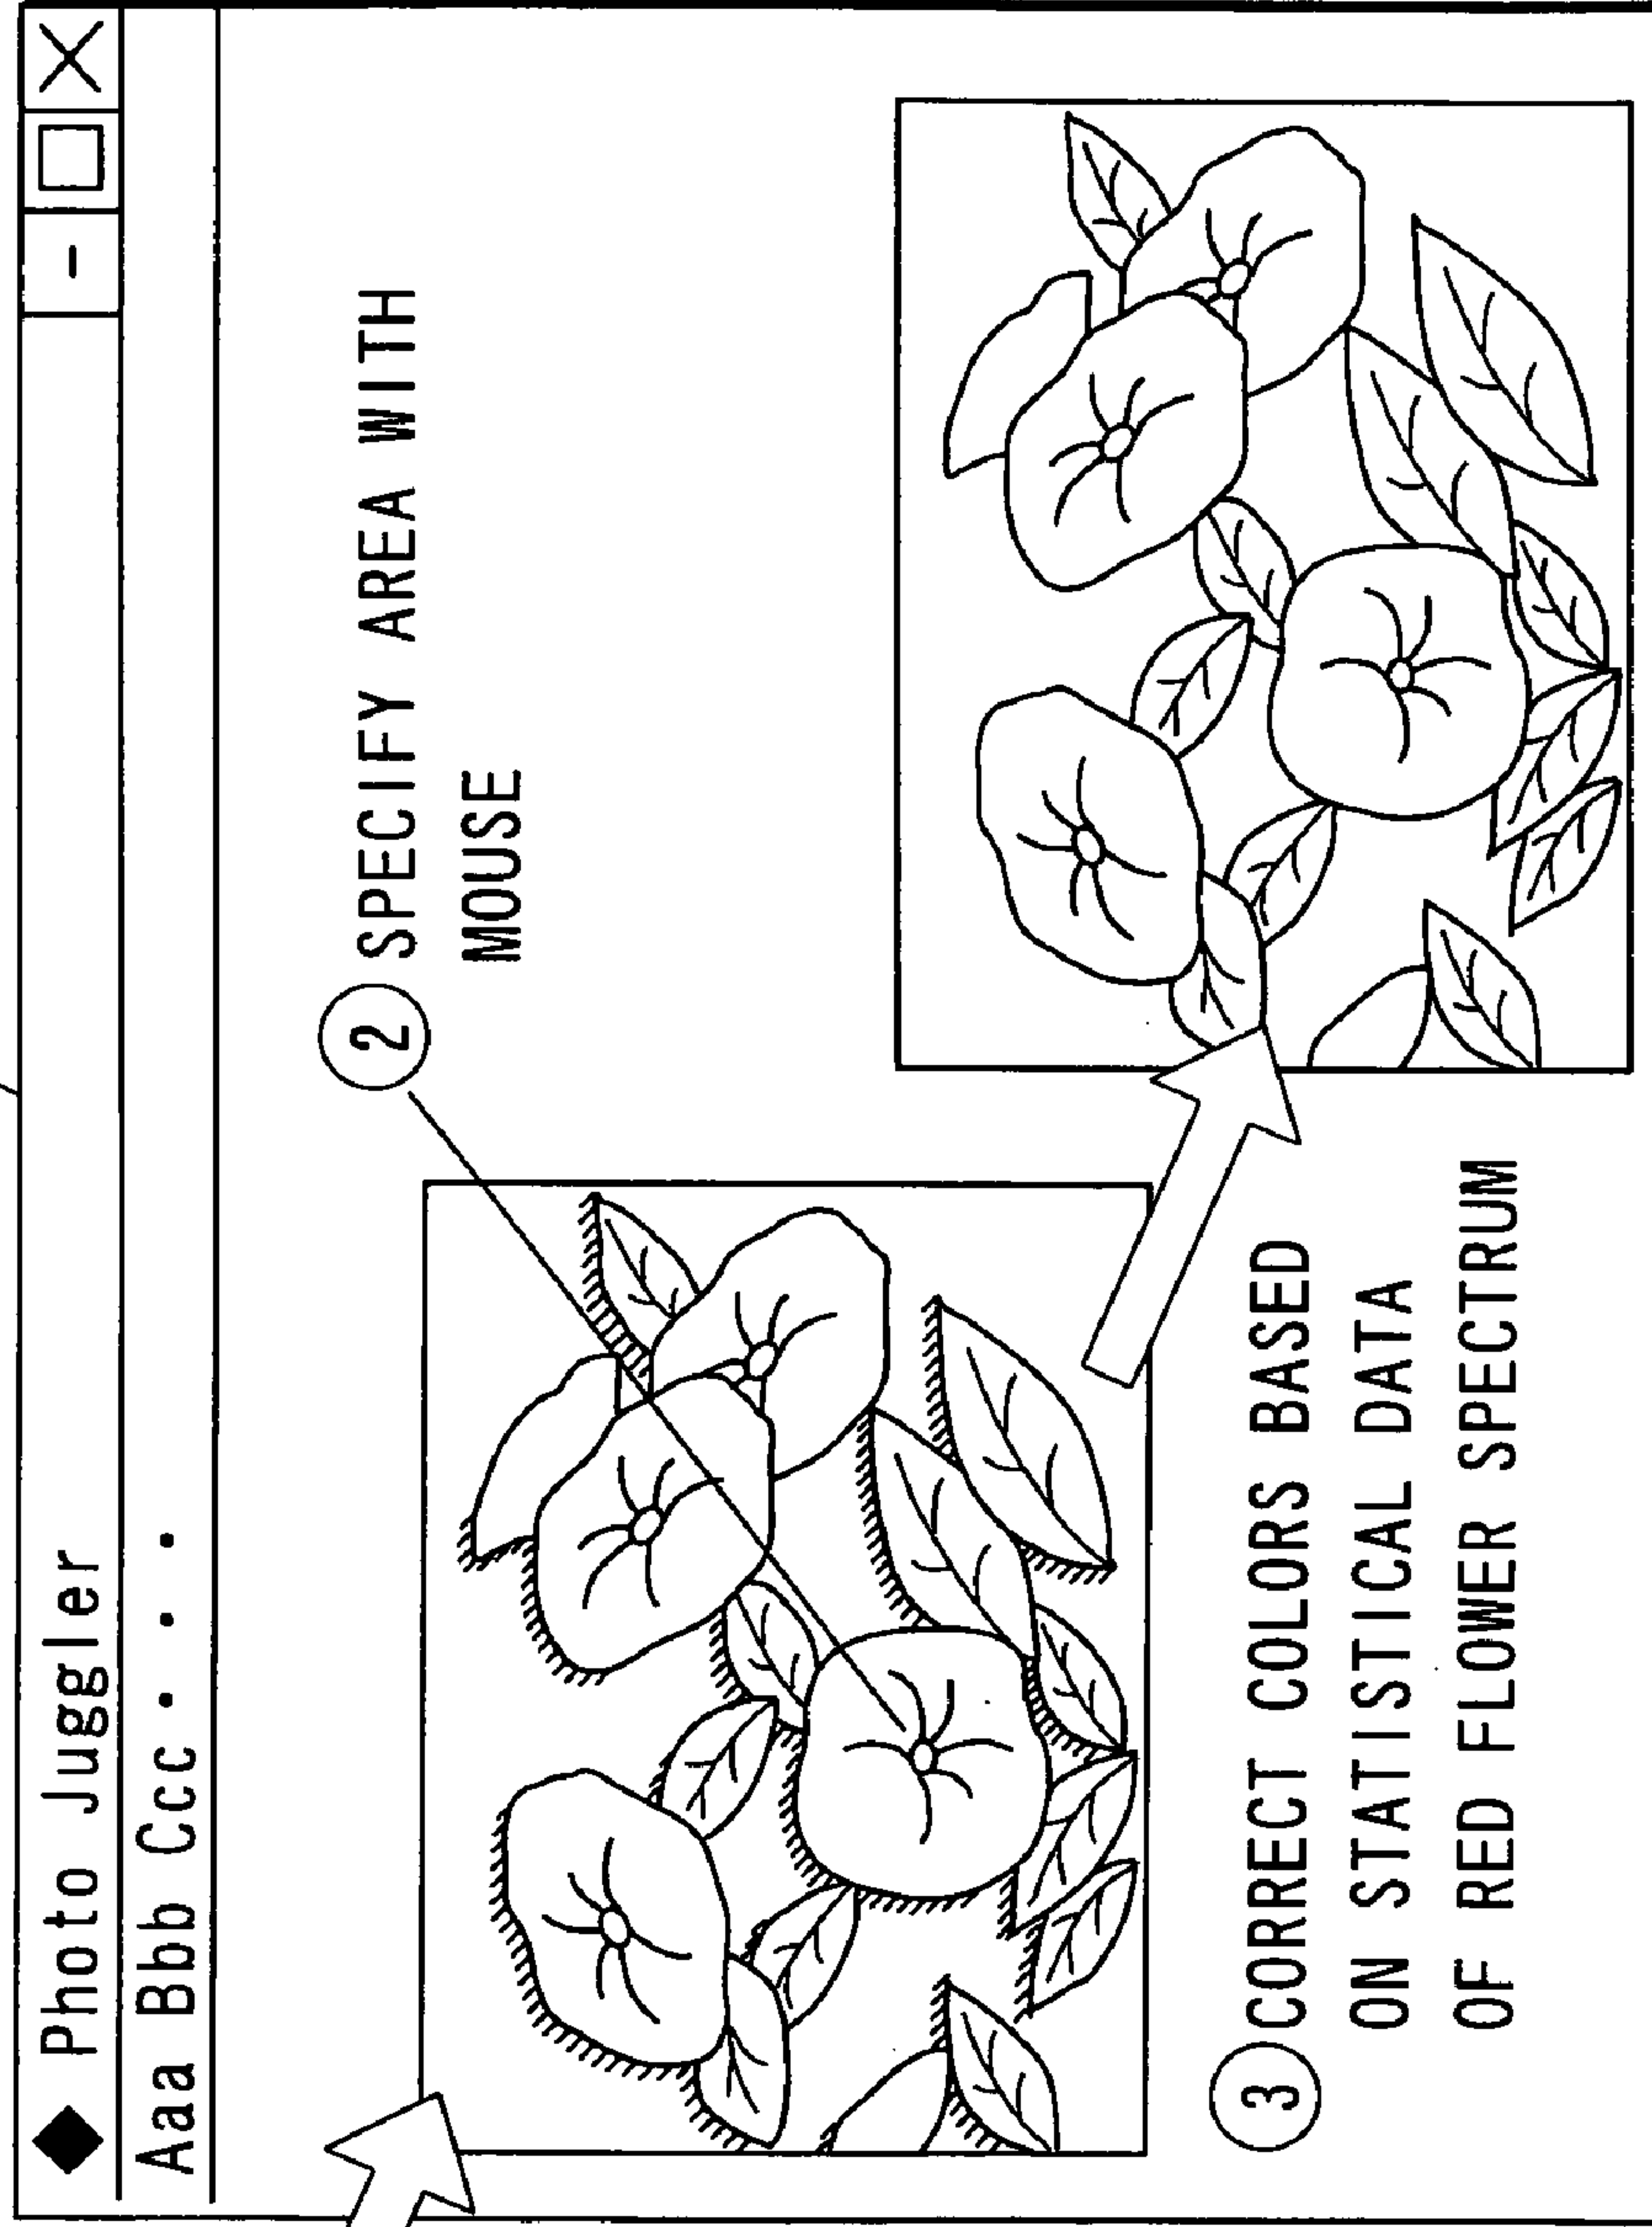 ◆ Photo Juggler
Aaa Bbb Ccc · · ·
② SPECIFY AREA WITH
MOUSE
③ CORRECT COLORS BASED
ON STATISTICAL DATA
OF RED FLOWER SPECTRUM